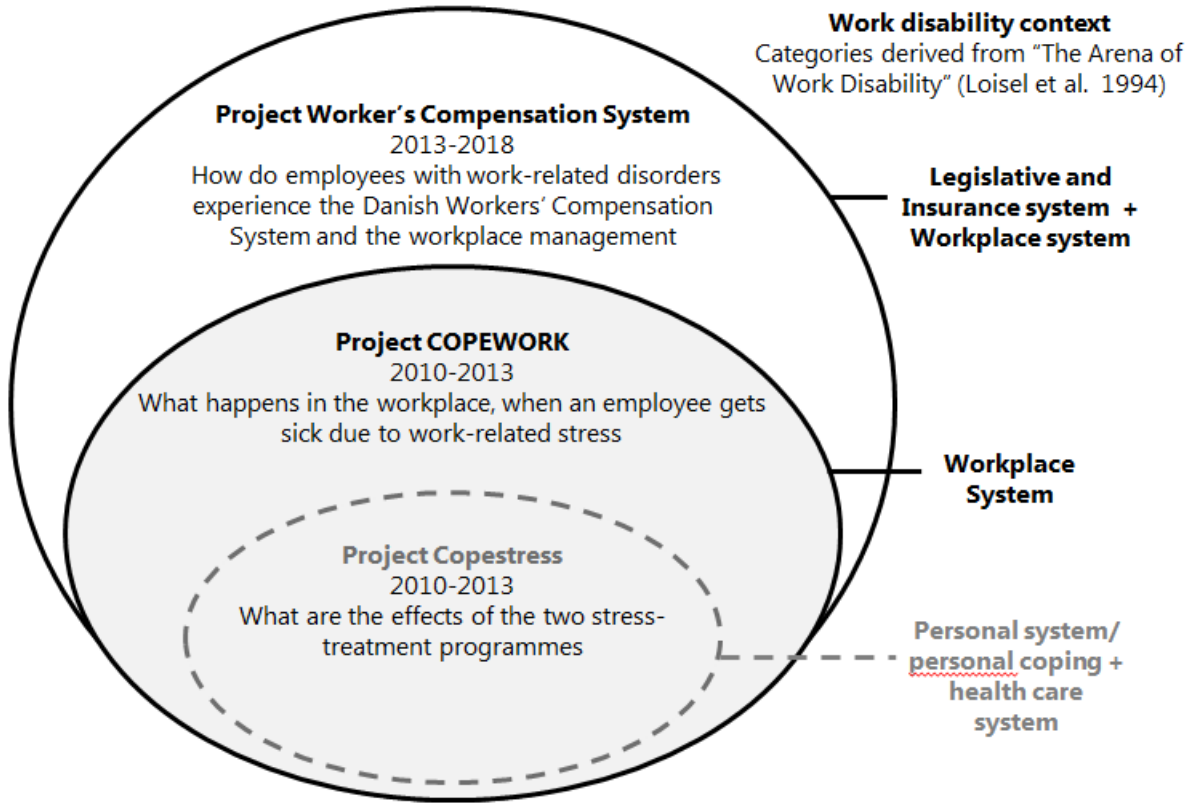 Work disability context
Categories derived from “The Arena of
Work Disability” (Loisel et al. 1994)
Project Worker’s Compensation System
2013-2018
How do employees with work-related disorders
experience the Danish Workers’ Compensation
System and the workplace management
Legislative and
Insurance system +
Workplace system
Project COPEWORK
2010-2013
What happens in the workplace, when an employee gets
sick due to work-related stress
Workplace
System
Project Copestress
2010-2013
What are the effects of the two stress-
treatment programmes
Personal system/
personal coping +
health care
system